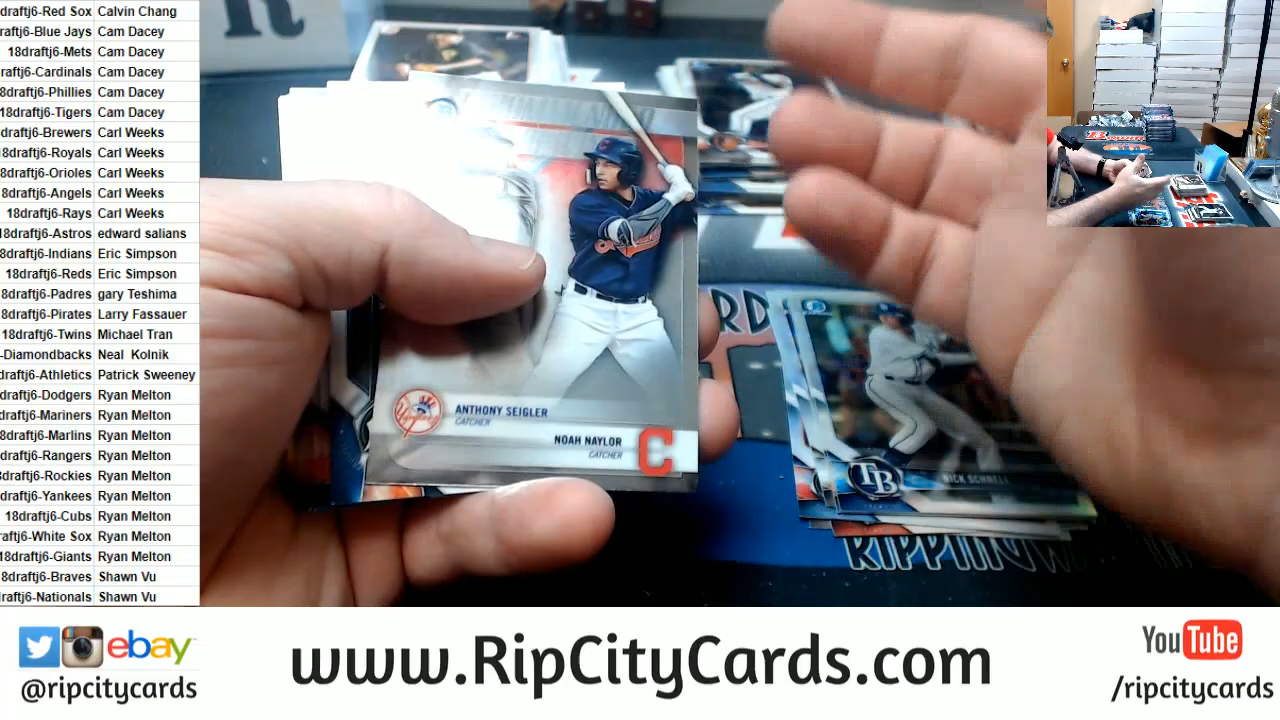 draftj6-Red Sox Calvin Chang
raftj6-Blue Jays Cam Dacey
18draftj6-Mets Cam Dacey
raftj6-Cardinals Cam Dacey
8draftj6-Phillies Cam Dacey
18draftj6-Tigers Cam Dacey
draftj6-Brewers Carl Weeks
18draftj6-Royals Carl Weeks
8draftj6-Orioles Carl Weeks
8draftj6-Angels Carl Weeks
18draftj6-Rays Carl Weeks
8draftj6-Astros edward salians
8draftj6-Indians Eric Simpson
18draftj6-Reds Eric Simpson
8draftj6-Padres gary Teshima
8draftj6-Pirates Larry Fassauer
18draftj6-Twins Michael Tran
-Diamondbacks Neal Kolnik
draftj6-Athletics Patrick Sweeney
draftj6-Dodgers Ryan Melton
draftj6-Mariners Ryan Melton
8draftj6-Marlins Ryan Melton
draftj6-Rangers Ryan Melton
draftj6-Rockies Ryan Melton
draftj6-Yankees Ryan Melton
18draftj6-Cubs Ryan Melton
raftj6-White Sox Ryan Melton
18draftj6-Giants Ryan Melton
8draftj6-Braves Shawn Vu
draftj6-Nationals Shawn Vu
R
ANTHONY SEIGLER
CATCHER
NOAH NAYLOR
CATCHER
C
RD
TB
NICK SCHNELL
RIPPING
ebay
@ripcitycards
www.RipCityCards.com
YouTube
/ripcitycards